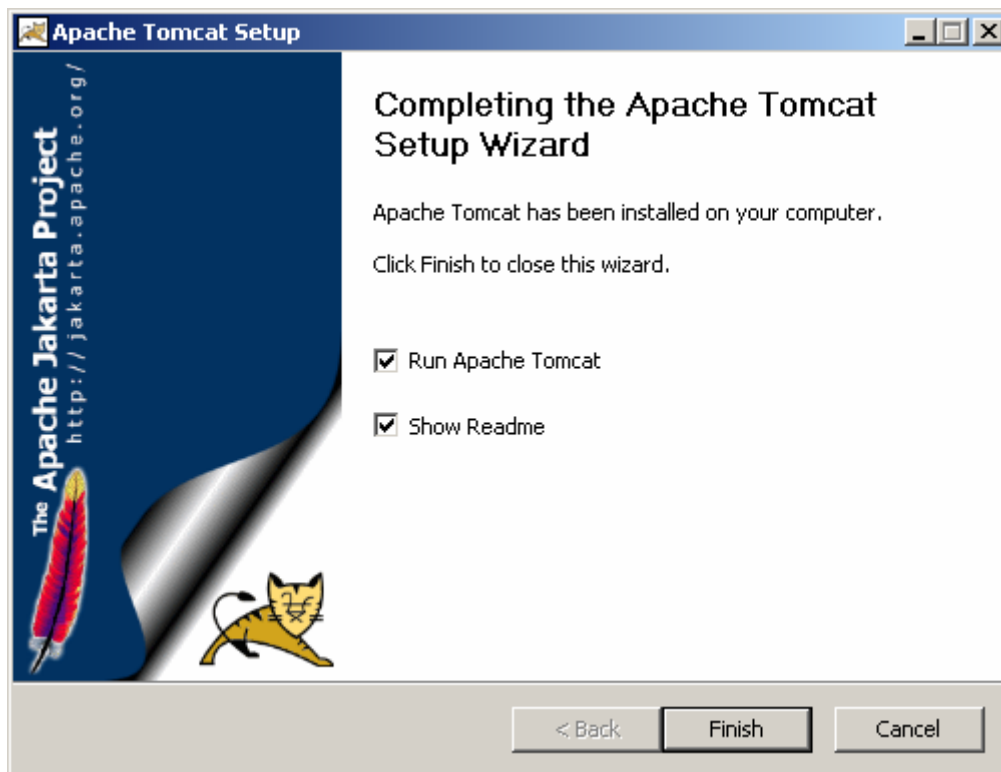 Apache Tomcat Setup
The Apache Jakarta Project
http://jakarta.apache.org/
Completing the Apache Tomcat
Setup Wizard
Apache Tomcat has been installed on your computer.
Click Finish to close this wizard.
Run Apache Tomcat
Show Readme
< Back
Finish
Cancel